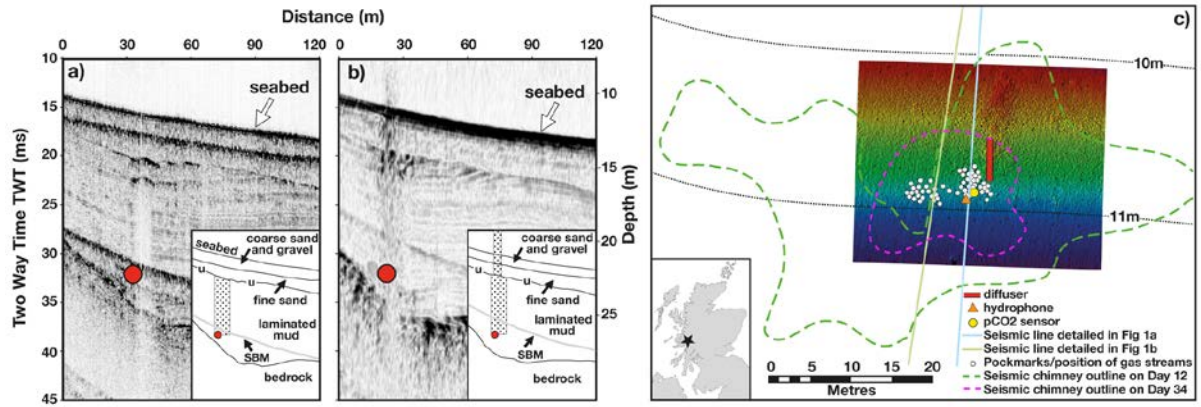 Distance (m)
0 30 60 90 120
0 30 60 90 120
Two Way Time TWT (ms)
10
15
20
25
30
35
40
45
a)
seabed
seabed
coarse sand
and gravel
u
u
fine sand
laminated
mud
SBM
bedrock
b)
seabed
seabed
coarse sand
and gravel
u
u
fine sand
laminated
mud
SBM
bedrock
10
15
20
25
Depth (m)
c)
10m
11m
diffuser
hydrophone
pCO2 sensor
Seismic line detailed in Fig 1a
Seismic line detailed in Fig 1b
Pockmarks/position of gas streams
Seismic chimney outline on Day 12
Seismic chimney outline on Day 34
0 5 10 15 20
Metres